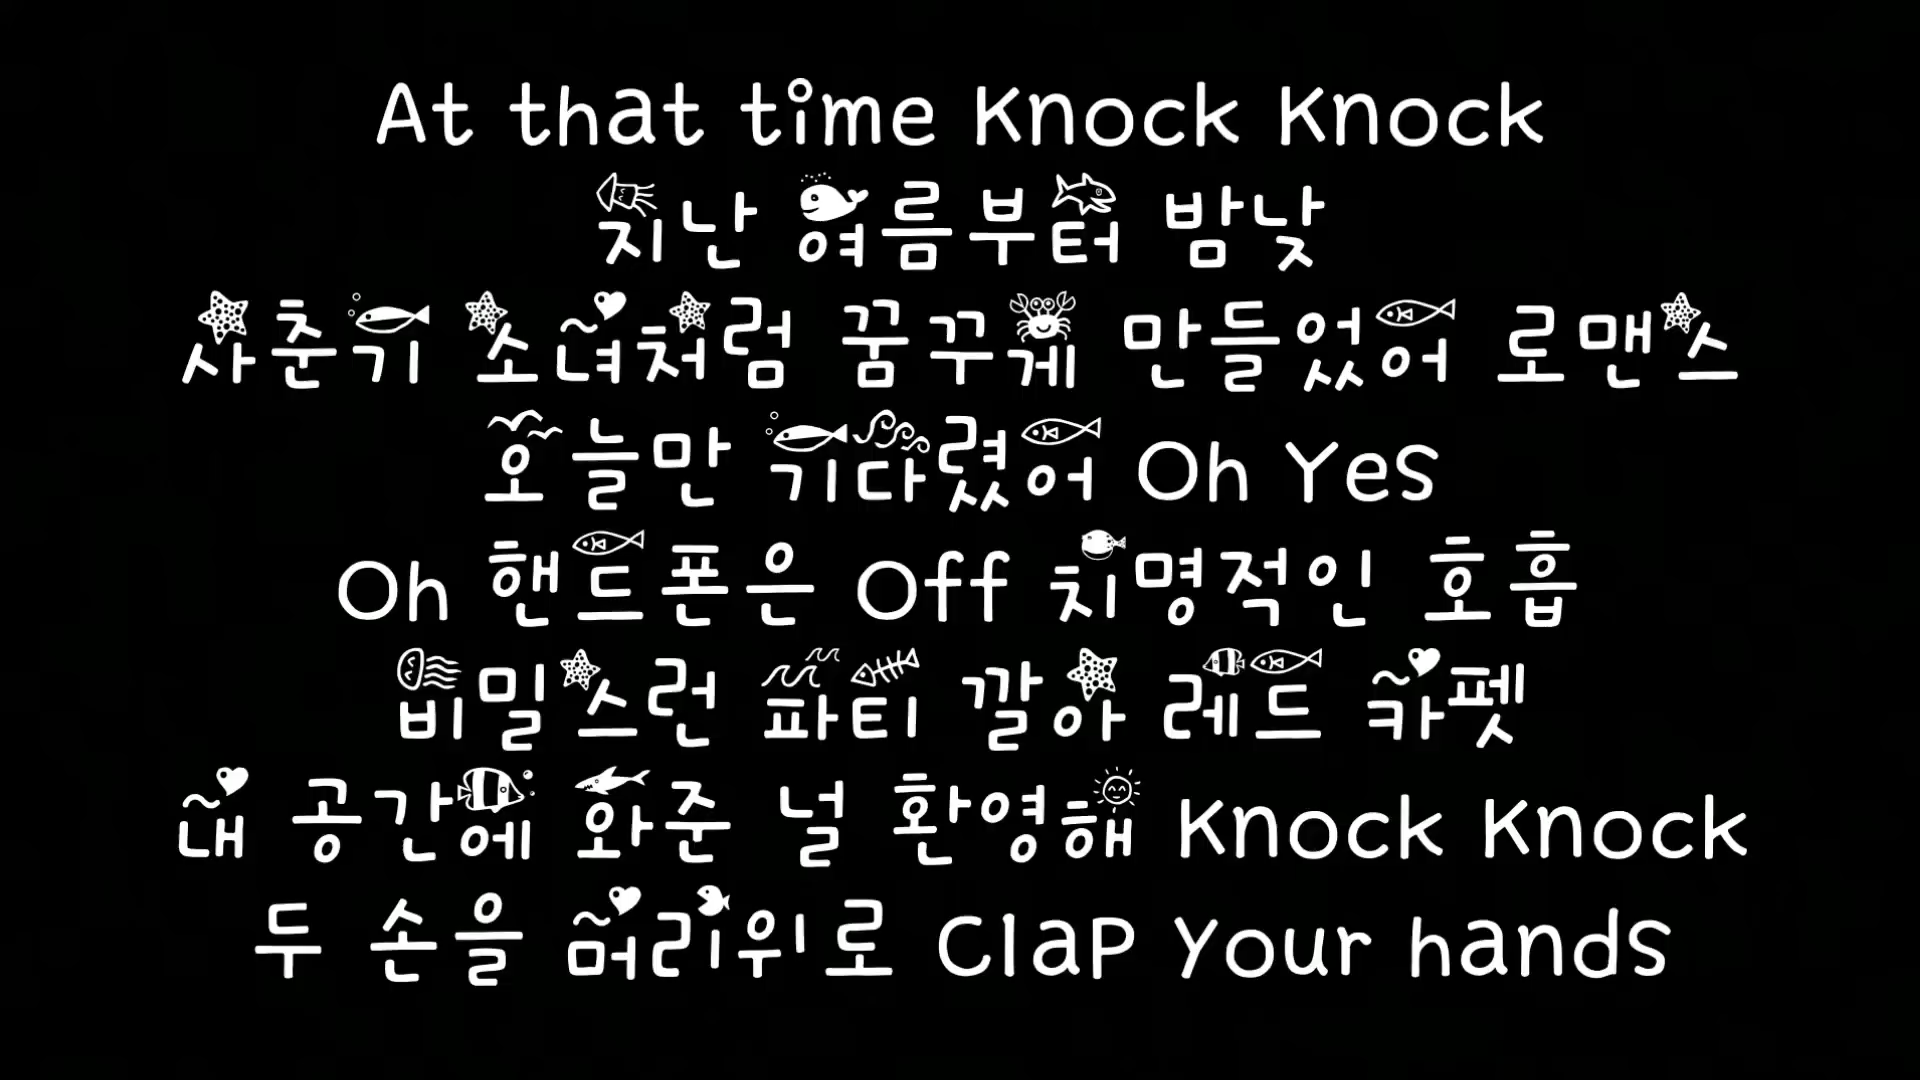 At that time Knock Knock
지난 여름부터 밤낮
사춘기 소녀처럼 꿈꾸게 만들었어 로맨스
오늘만 기다렸어 Oh Yes
Oh 핸드폰은 Off 치명적인 호흡
비밀스런 파티 깔아 레드 카펫
내 공간에 와준 널 환영해 Knock Knock
두 손을 머리위로 Clap Your hands